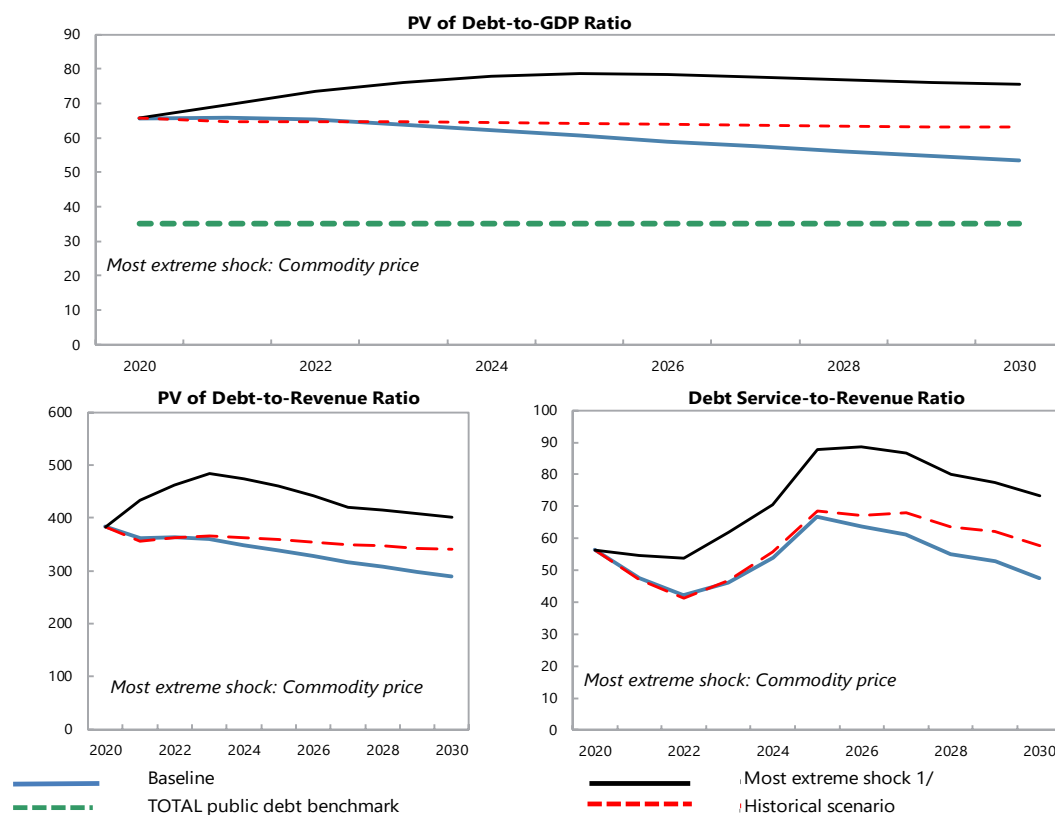 PV of Debt-to-GDP Ratio
90
80
70
60
50
40
30
20
10
0
Most extreme shock: Commodity price
2020 2022 2024 2026 2028 2030
PV of Debt-to-Revenue Ratio
600
500
400
300
200
100
0
Most extreme shock: Commodity price
2020 2022 2024 2026 2028 2030
Debt Service-to-Revenue Ratio
100
90
80
70
60
50
40
30
20
10
0
Most extreme shock: Commodity price
2020 2022 2024 2026 2028 2030
Baseline
TOTAL public debt benchmark
Most extreme shock 1/
Historical scenario